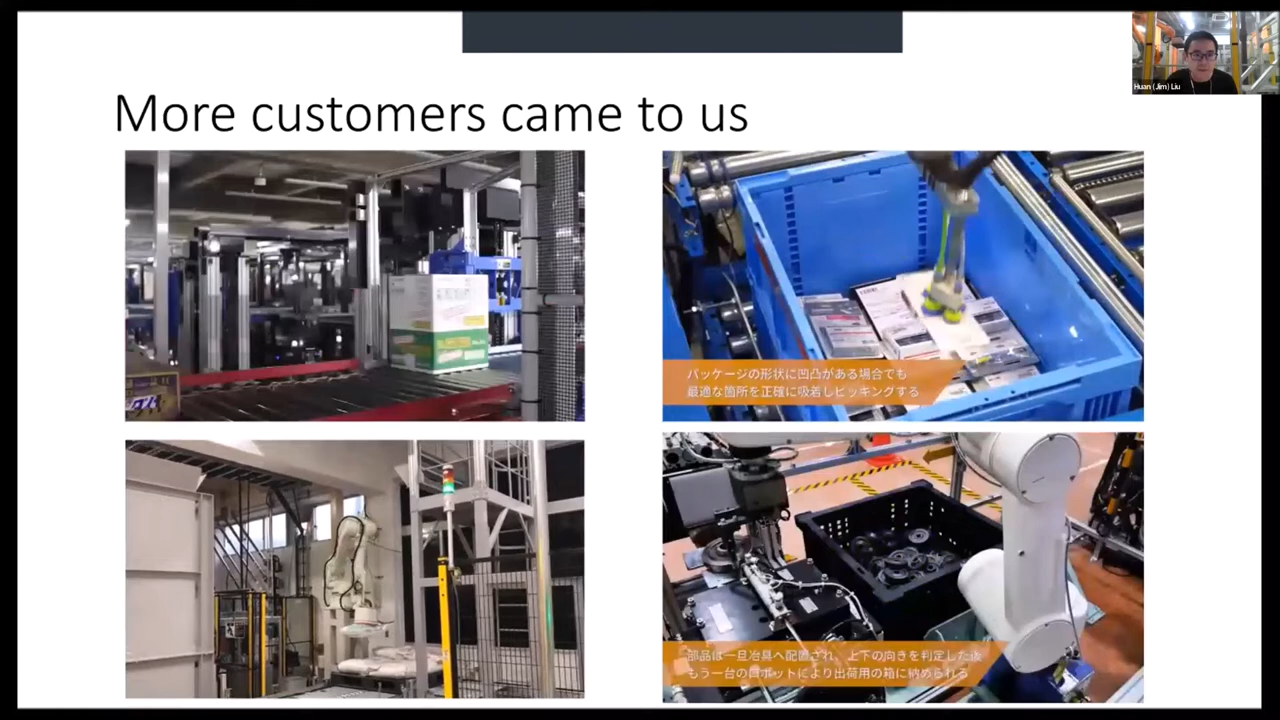 Huan (Jim) Liu
More customers came to us
パッケージの形状に凹凸がある場合でも
最適な箇所を正確に吸着しピッキングする
部品は一旦冶具へ配置され、上下の向きを判定した後
もう一台のロボットにより出荷用の箱に納められる